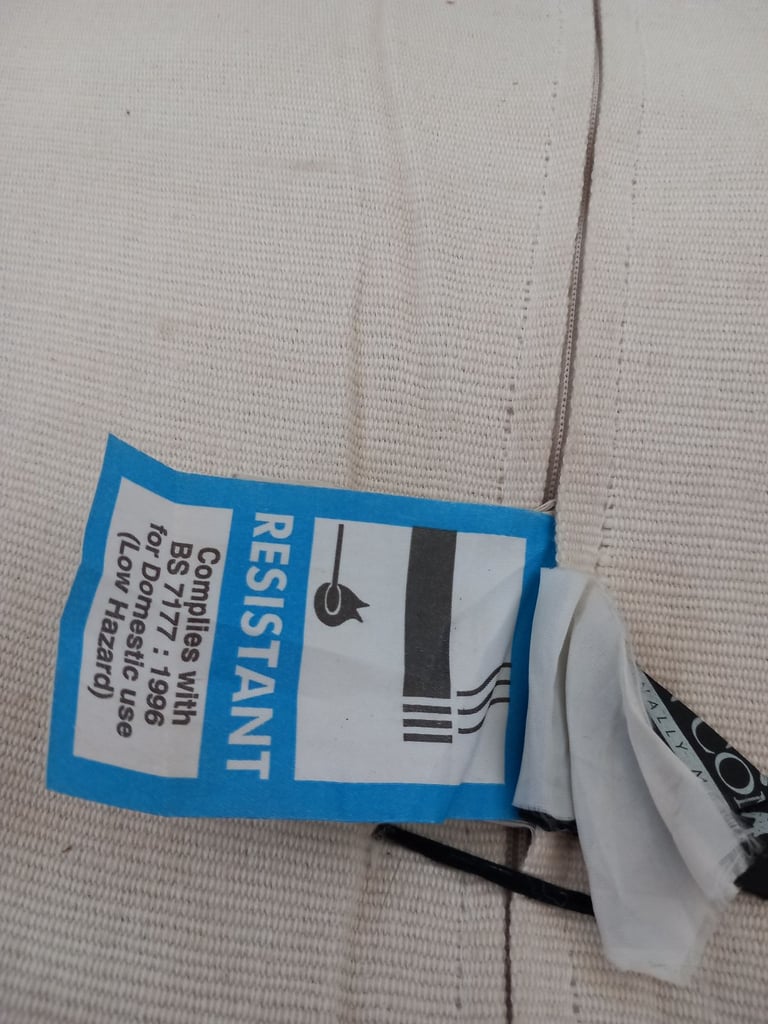 RESISTANT
Complies with
BS 7177 : 1996
for Domestic use
(Low Hazard)